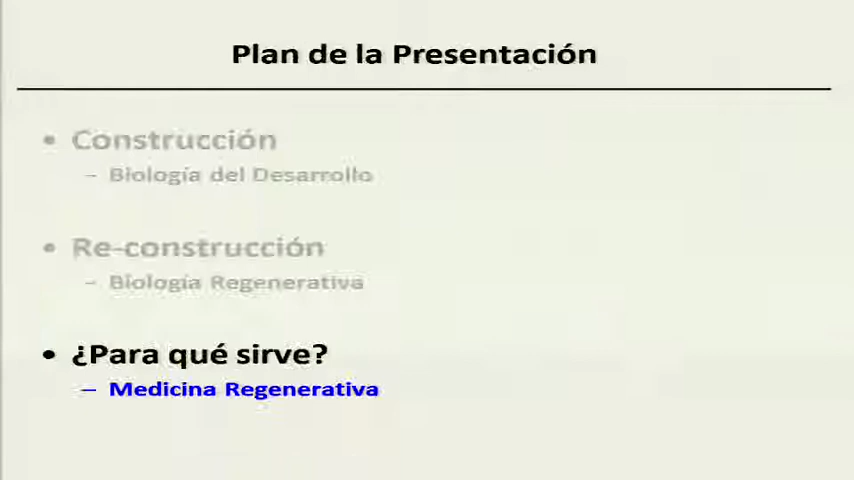 Plan de la Presentación
• Construcción
– Biología del Desarrollo
• Re-construcción
– Biología Regenerativa
• ¿Para qué sirve?
– Medicina Regenerativa